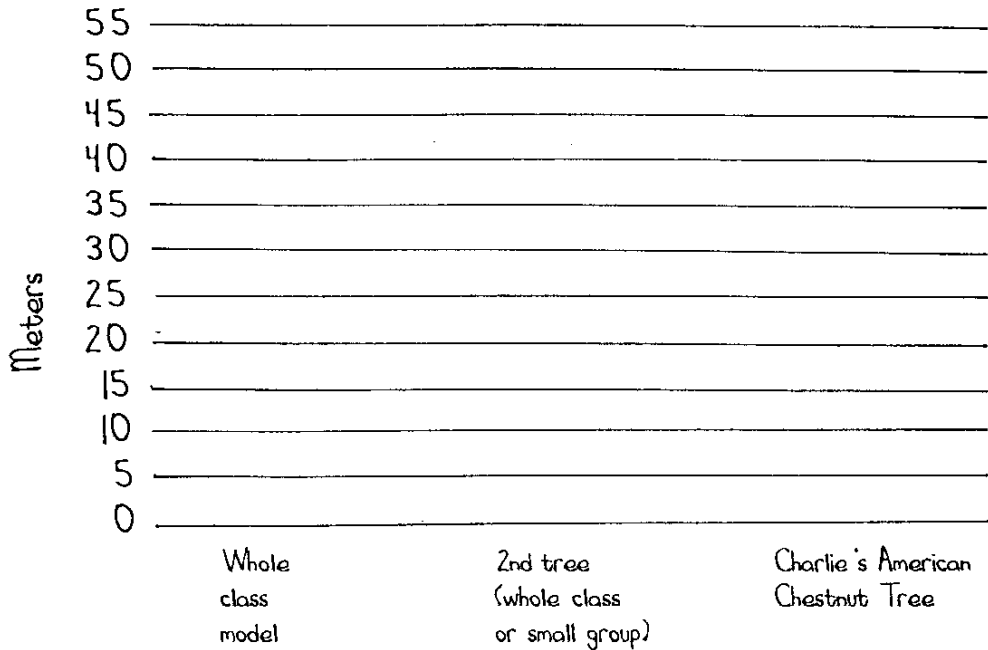 55
50
45
40
35
30
25
20
15
10
5
0
Meters
Whole
class
model
2nd tree
(whole class
or small group)
Charlie's American
Chestnut Tree